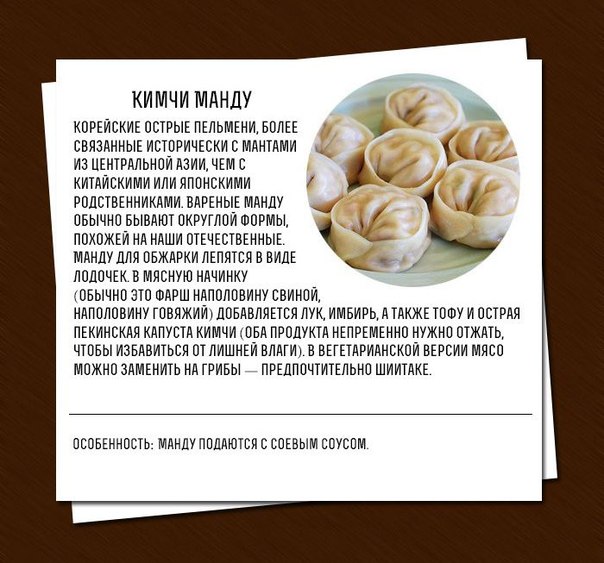 КИМЧИ МАНДУ
КОРЕЙСКИЕ ОСТРЫЕ ПЕЛЬМЕНИ, БОЛЕЕ
СВЯЗАННЫЕ ИСТОРИЧЕСКИ С МАНТАМИ
ИЗ ЦЕНТРАЛЬНОЙ АЗИИ, ЧЕМ С
КИТАЙСКИМИ ИЛИ ЯПОНСКИМИ
РОДСТВЕННИКАМИ. ВАРЕНЫЕ МАНДУ
ОБЫЧНО БЫВАЮТ ОКРУГЛОЙ ФОРМЫ,
ПОХОЖЕЙ НА НАШИ ОТЕЧЕСТВЕННЫЕ.
МАНДУ ДЛЯ ОБЖАРКИ ЛЕПЯТСЯ В ВИДЕ
ЛОДОЧЕК. В МЯСНУЮ НАЧИНКУ
(ОБЫЧНО ЭТО ФАРШ НАПОЛОВИНУ СВИНОЙ,
НАПОЛОВИНУ ГОВЯЖИЙ) ДОБАВЛЯЕТСЯ ЛУК, ИМБИРЬ, А ТАКЖЕ ТОФУ И ОСТРАЯ
ПЕКИНСКАЯ КАПУСТА КИМЧИ (ОБА ПРОДУКТА НЕПРЕМЕННО НУЖНО ОТЖАТЬ,
ЧТОБЫ ИЗБАВИТЬСЯ ОТ ЛИШНЕЙ ВЛАГИ). В ВЕГЕТАРИАНСКОЙ ВЕРСИИ МЯСО
МОЖНО ЗАМЕНИТЬ НА ГРИБЫ — ПРЕДПОЧТИТЕЛЬНО ШИИТАКЕ.
ОСОБЕННОСТЬ: МАНДУ ПОДАЮТСЯ С СОЕВЫМ СОУСОМ.